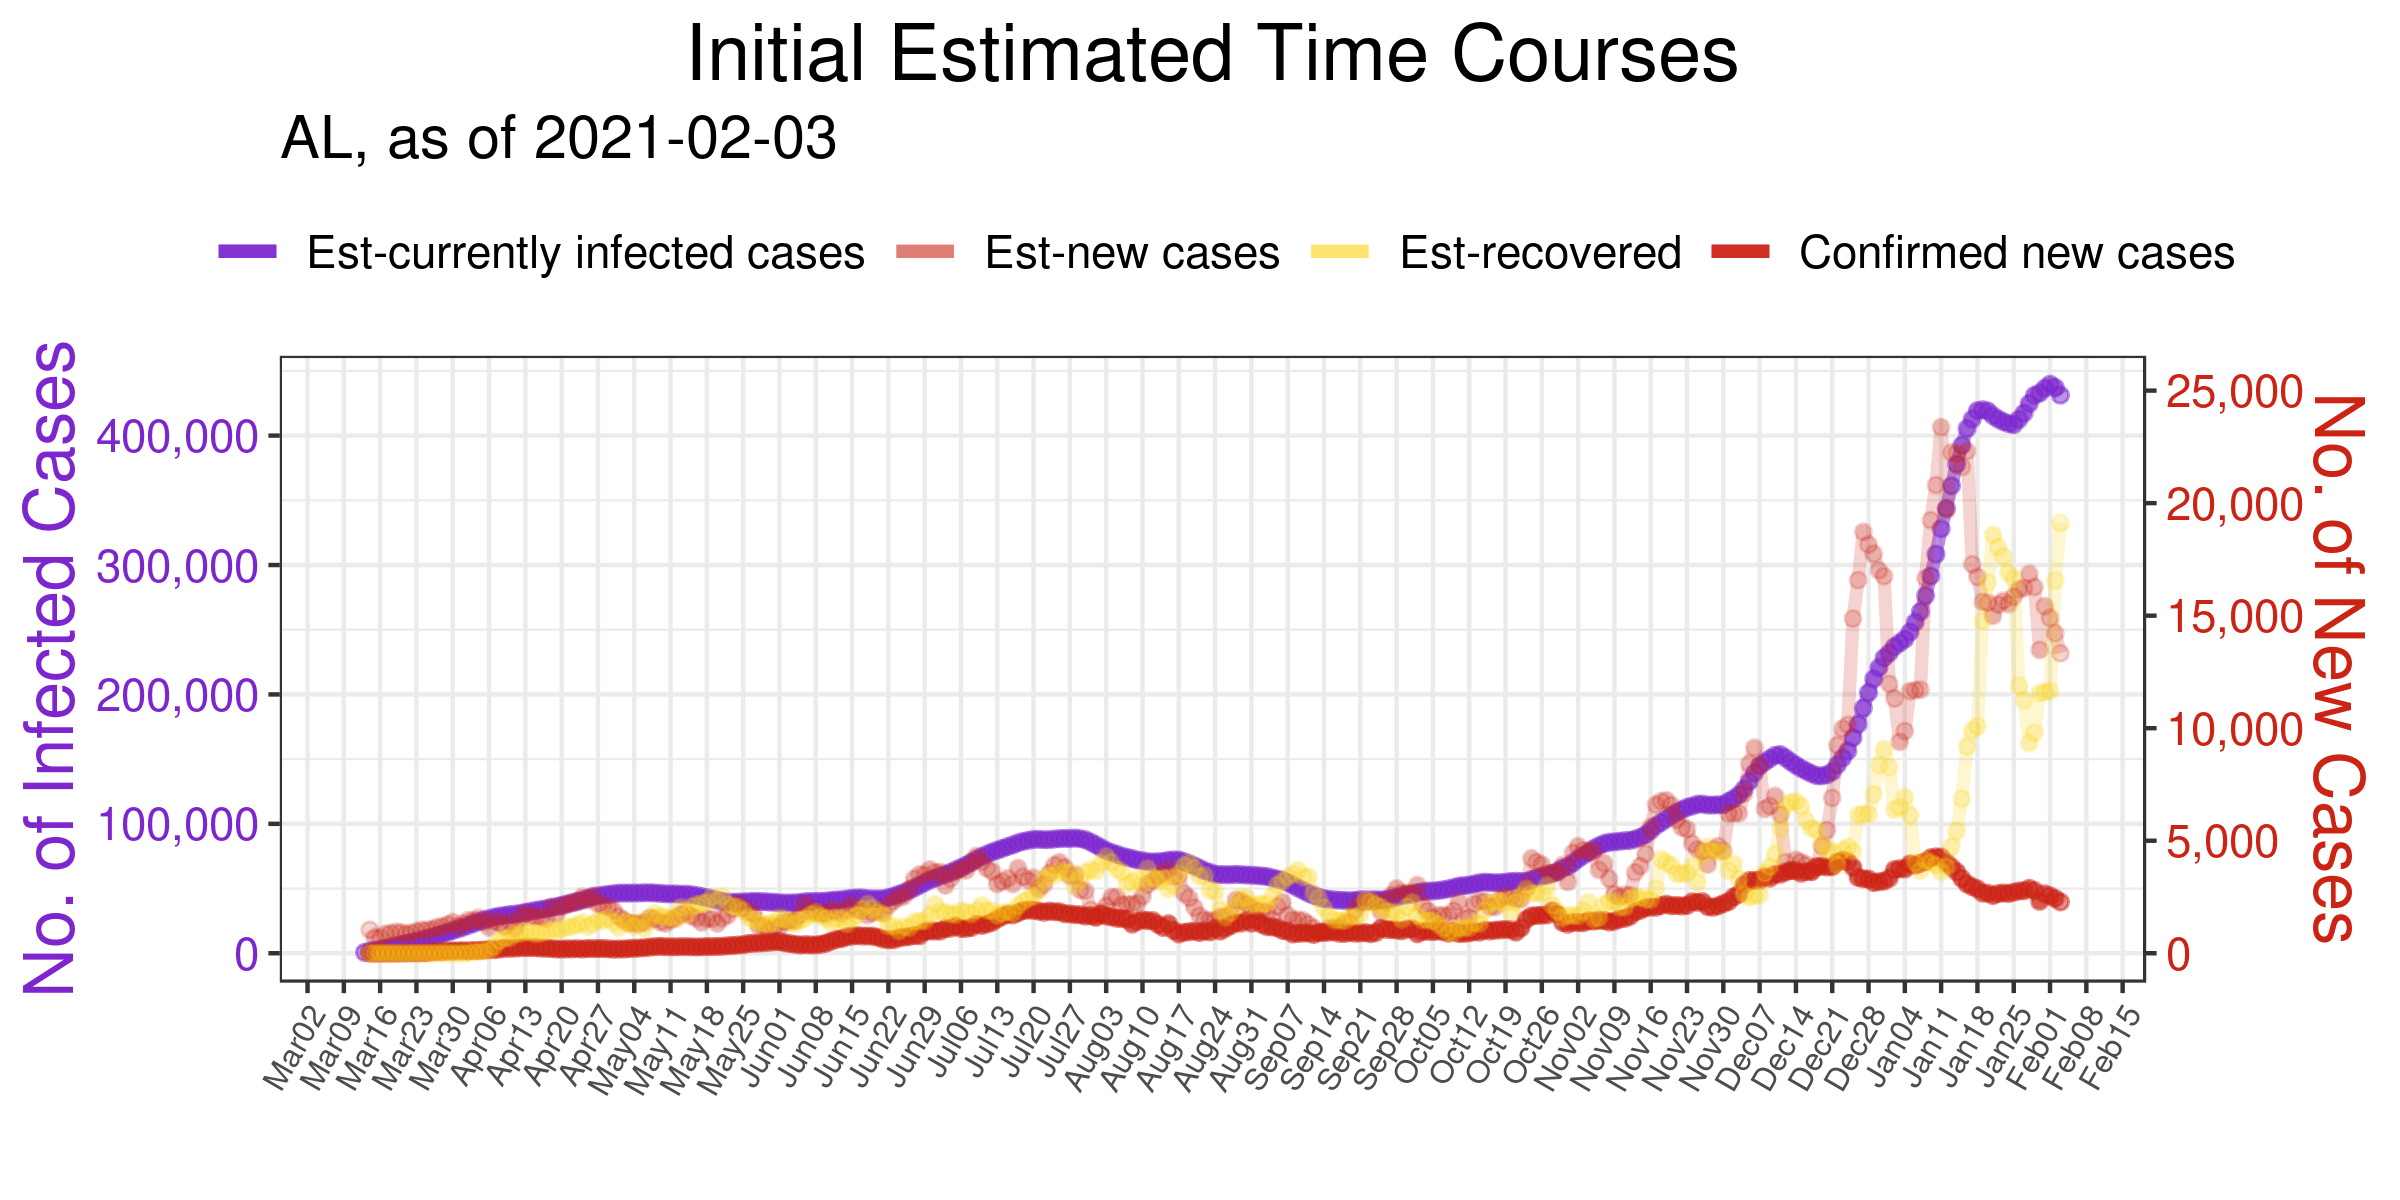 Initial Estimated Time Courses
AL, as of 2021-02-03
Est-currently infected cases Est-new cases Est-recovered Confirmed new cases
No. of Infected Cases
400,000
300,000
200,000
100,000
0
25,000
20,000
15,000
10,000
5,000
0
No. of New Cases
Mar02 Mar09 Mar16 Mar23 Mar30 Apr06 Apr13 Apr20 Apr27 May04 May11 May18 May25 Jun01 Jun08 Jun15 Jun22 Jun29 Jul06 Jul13 Jul20 Jul27 Aug03 Aug10 Aug17 Aug24 Aug31 Sep07 Sep14 Sep21 Sep28 Oct05 Oct12 Oct19 Oct26 Nov02 Nov09 Nov16 Nov23 Nov30 Dec07 Dec14 Dec21 Dec28 Jan04 Jan11 Jan18 Jan25 Feb01 Feb08 Feb15